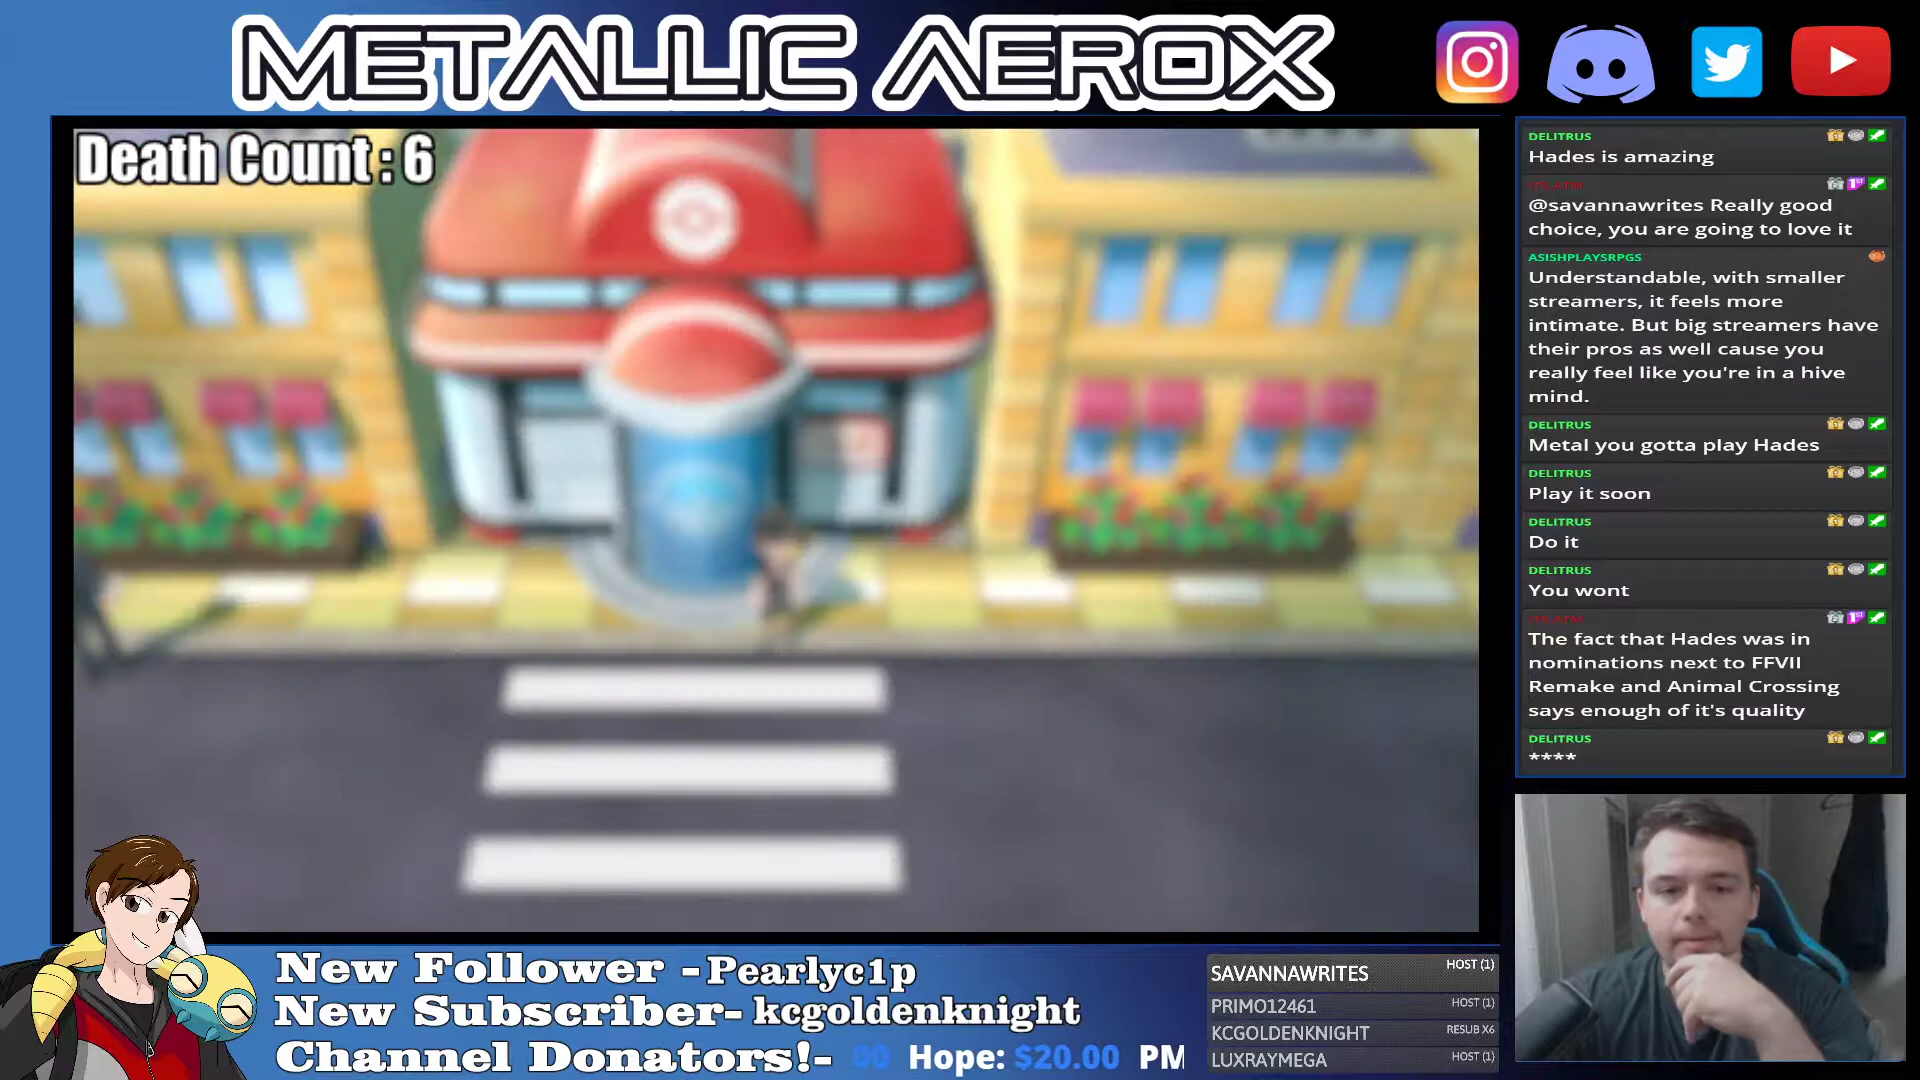 METALLIC AEROX
Death Count : 6
DELITRUS
Hades is amazing
ITS_ATM
@savannawrites Really good
choice, you are going to love it
ASISHPLAYSRPGS
Understandable, with smaller
streamers, it feels more
intimate. But big streamers have
their pros as well cause you
really feel like you're in a hive
mind.
DELITRUS
Metal you gotta play Hades
DELITRUS
Play it soon
DELITRUS
Do it
DELITRUS
You wont
ITS_ATM
The fact that Hades was in
nominations next to FFVII
Remake and Animal Crossing
says enough of it's quality
DELITRUS
****
New Follower -Pearlyc1p
New Subscriber- kcgoldenknight
Channel Donators!- 00 Hope: $20.00 PM
SAVANNAWRITES HOST (1)
PRIMO12461 HOST (1)
KCGOLDENKNIGHT RESUB X6
LUXRAYMEGA HOST (1)